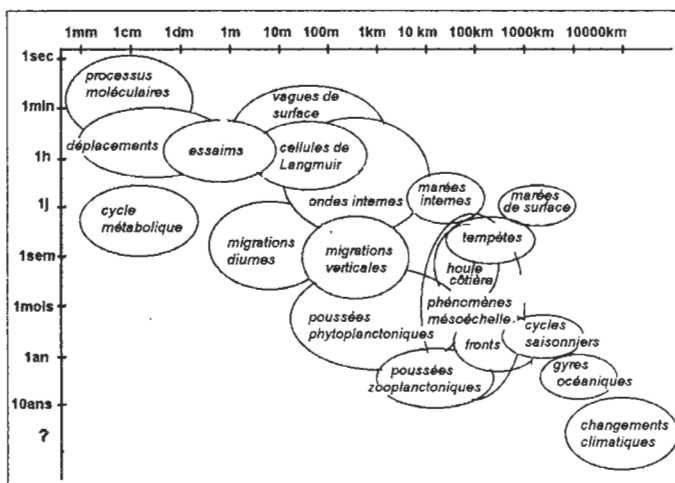 1mm 1cm 1dm 1m 10m 100m 1km 10 km 100km 1000km 10000km
1sec
processus
moléculaires
1min
vagues de
surface
déplacements
essaims
cellules de
Langmuir
1h
ondes internes
marées
internes
marées
de surface
1j
cycle
métabolique
migrations
diurnes
migrations
verticales
tempêtes
1sem
houle
côtière
1mois
poussées
phytoplanctoniques
phénomènes
mésoéchelle
fronts
cycles
saisonniers
1an
poussées
zooplanctoniques
gyres
océaniques
10ans
?
changements
climatiques